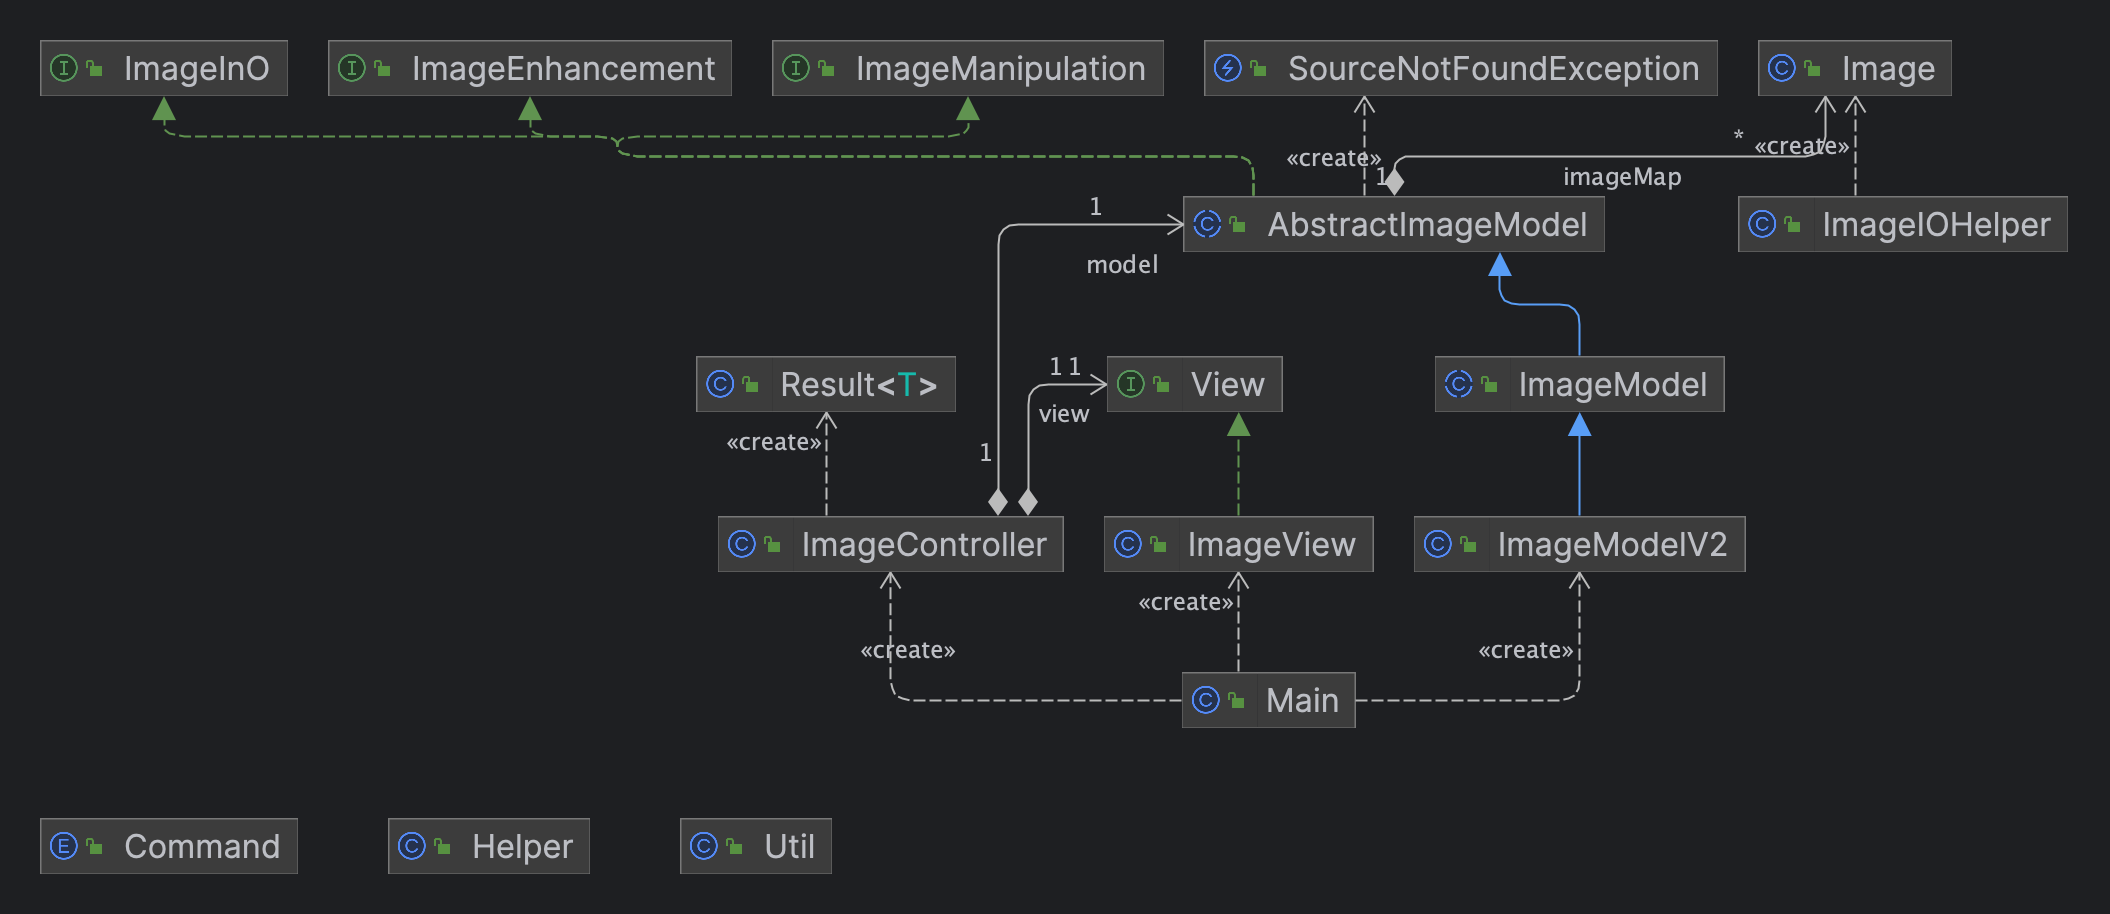 ImageInO
ImageEnhancement
ImageManipulation
SourceNotFoundException
Image
*
«create»
«create»
1
imageMap
1
AbstractImageModel
ImageIOHelper
model
Result<T>
1 1
View
ImageModel
view
«create»
1
ImageController
ImageView
ImageModelV2
«create»
«create»
«create»
Main
Command
Helper
Util